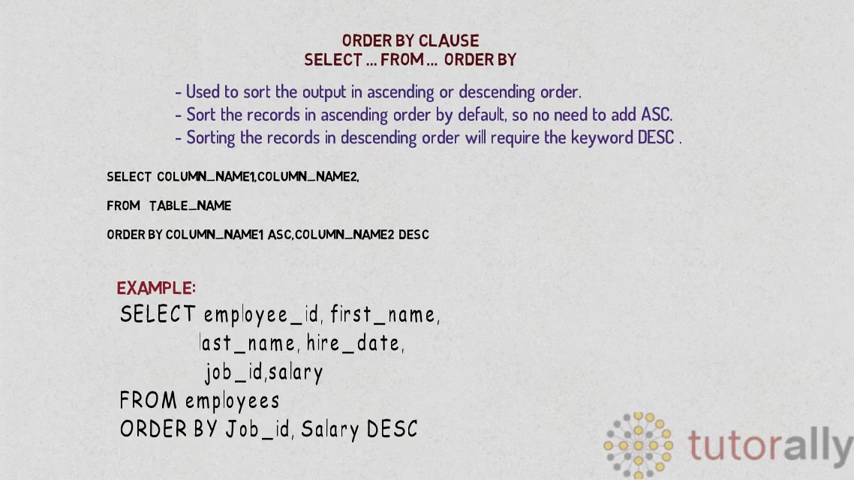 ORDER BY CLAUSE
SELECT ... FROM ... ORDER BY
- Used to sort the output in ascending or descending order.
- Sort the records in ascending order by default, so no need to add ASC.
- Sorting the records in descending order will require the keyword DESC .
SELECT COLUMN_NAME1,COLUMN_NAME2,
FROM TABLE_NAME
ORDER BY COLUMN_NAME1 ASC,COLUMN_NAME2 DESC
EXAMPLE:
SELECT employee_id, first_name,
last_name, hire_date,
job_id,salary
FROM employees
ORDER BY Job_id, Salary DESC
tutorally